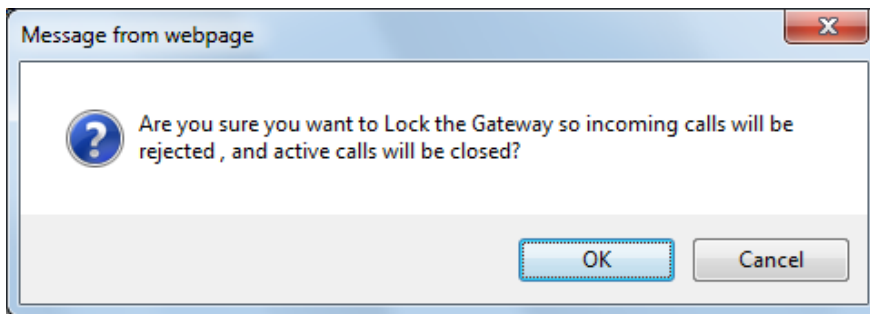 Message from webpage
Are you sure you want to Lock the Gateway so incoming calls will be
rejected , and active calls will be closed?
OK
Cancel